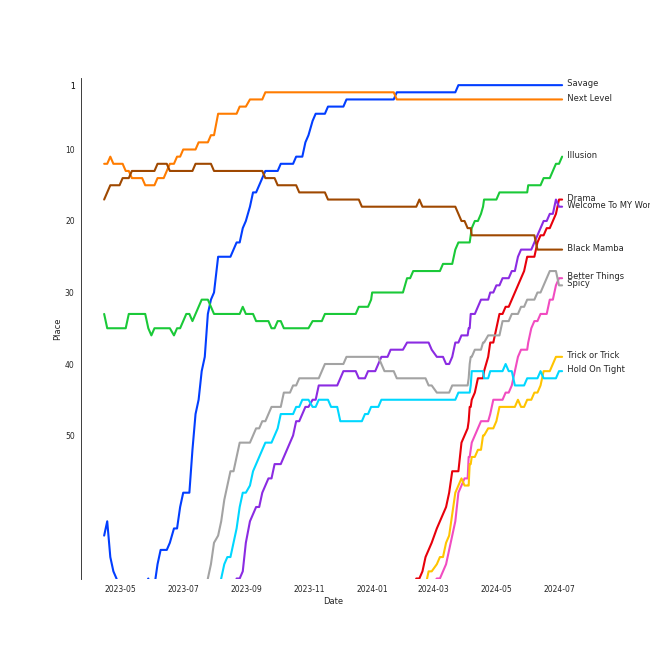 1
Savage
Next Level
10
Illusion
Drama
Welcome To MY Wor
20
Black Mamba
Better Things
Spicy
30
Place
Trick or Trick
40
Hold On Tight
50
2023-05 2023-07 2023-09 2023-11 2024-01 2024-03 2024-05 2024-07
Date